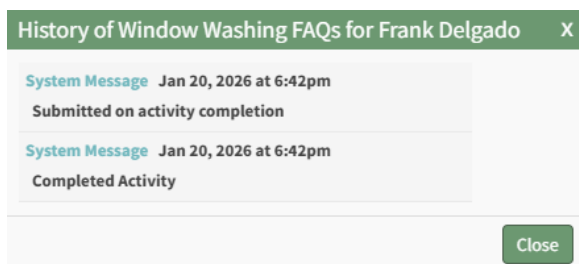 History of Window Washing FAQs for Frank Delgado X
System Message Jan 20, 2026 at 6:42pm
Submitted on activity completion
System Message Jan 20, 2026 at 6:42pm
Completed Activity
Close